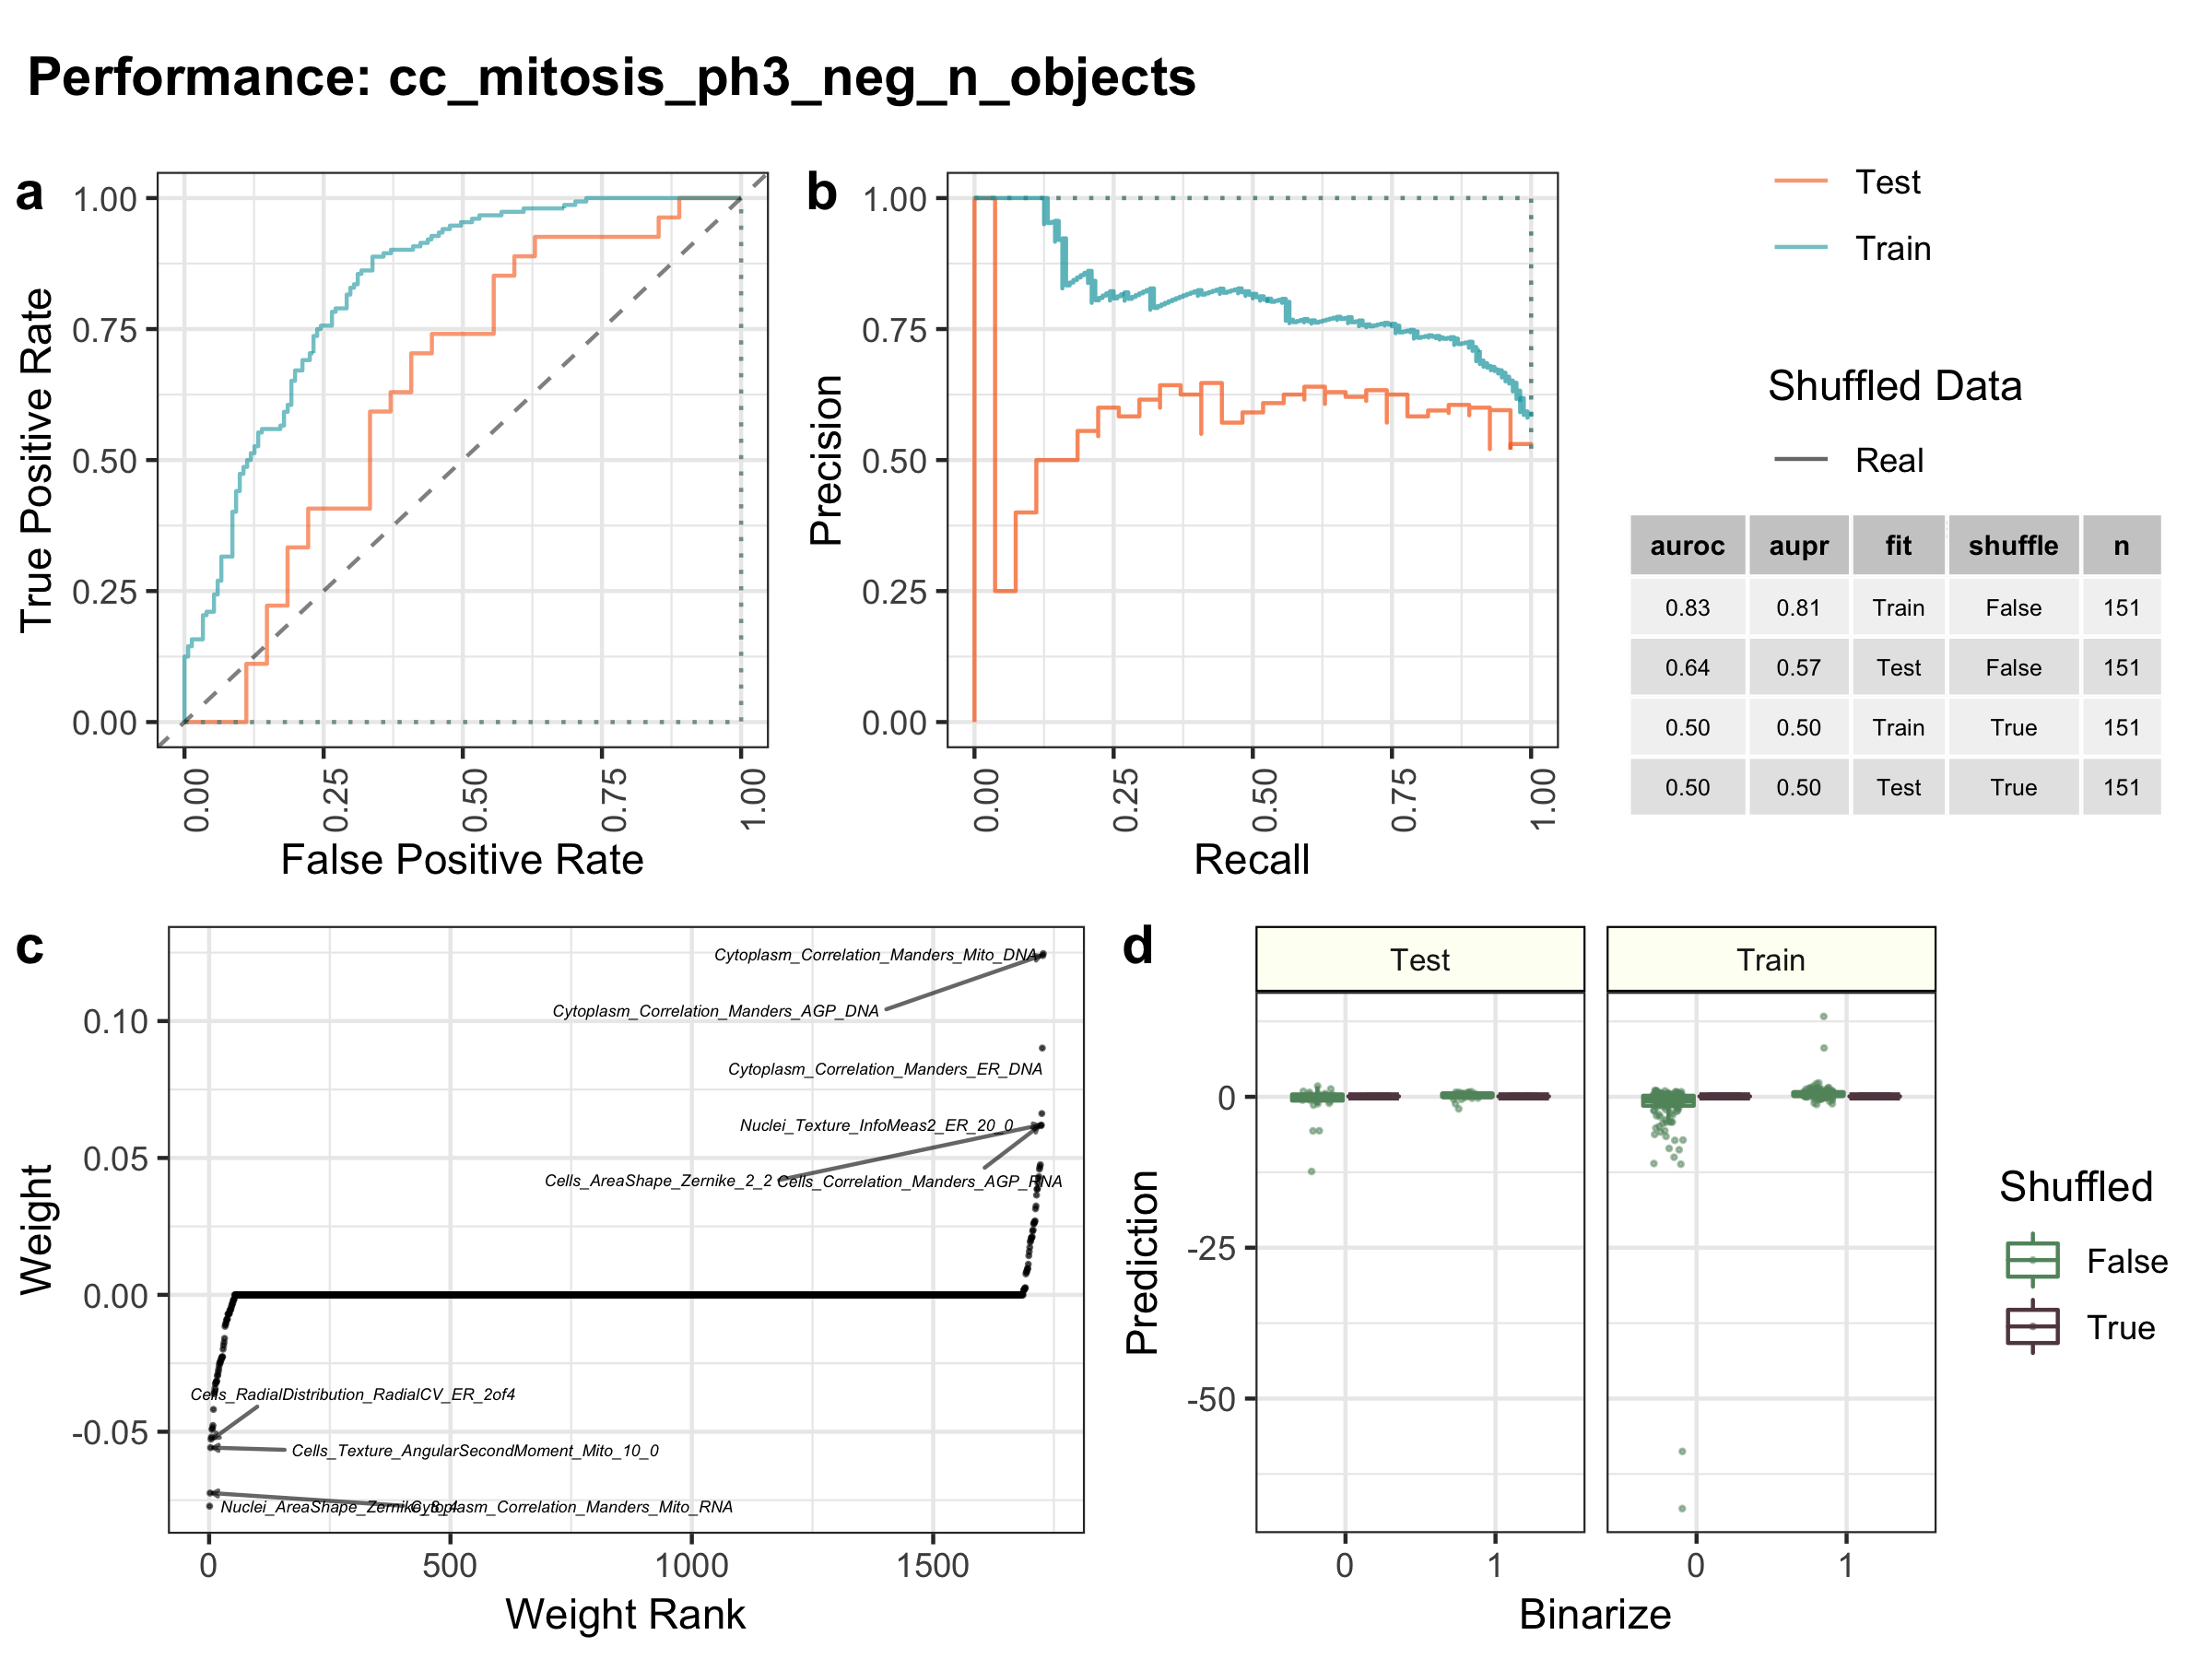 Performance: cc_mitosis_ph3_neg_n_objects
a
True Positive Rate
1.00
0.75
0.50
0.25
0.00
0.00
0.25
0.50
0.75
1.00
False Positive Rate
b
Precision
1.00
0.75
0.50
0.25
0.00
0.00
0.25
0.50
0.75
1.00
Recall
Test
Train
Shuffled Data
Real
auroc aupr fit shuffle n
0.83 0.81 Train False 151
0.64 0.57 Test False 151
0.50 0.50 Train True 151
0.50 0.50 Test True 151
c
Weight
0.10
0.05
0.00
-0.05
Cytoplasm_Correlation_Manders_Mito_DNA
Cytoplasm_Correlation_Manders_AGP_DNA
Cytoplasm_Correlation_Manders_ER_DNA
Nuclei_Texture_InfoMeas2_ER_20_0
Cells_AreaShape_Zernike_2_2
Cells_Correlation_Manders_AGP_RNA
Cells_RadialDistribution_RadialCV_ER_2of4
Cells_Texture_AngularSecondMoment_Mito_10_0
Nuclei_AreaShape_Zernike_8_4
Cytoplasm_Correlation_Manders_Mito_RNA
0
500
1000
1500
Weight Rank
d
Test
Train
Prediction
0
-25
-50
0
1
0
1
Binarize
Shuffled
False
True